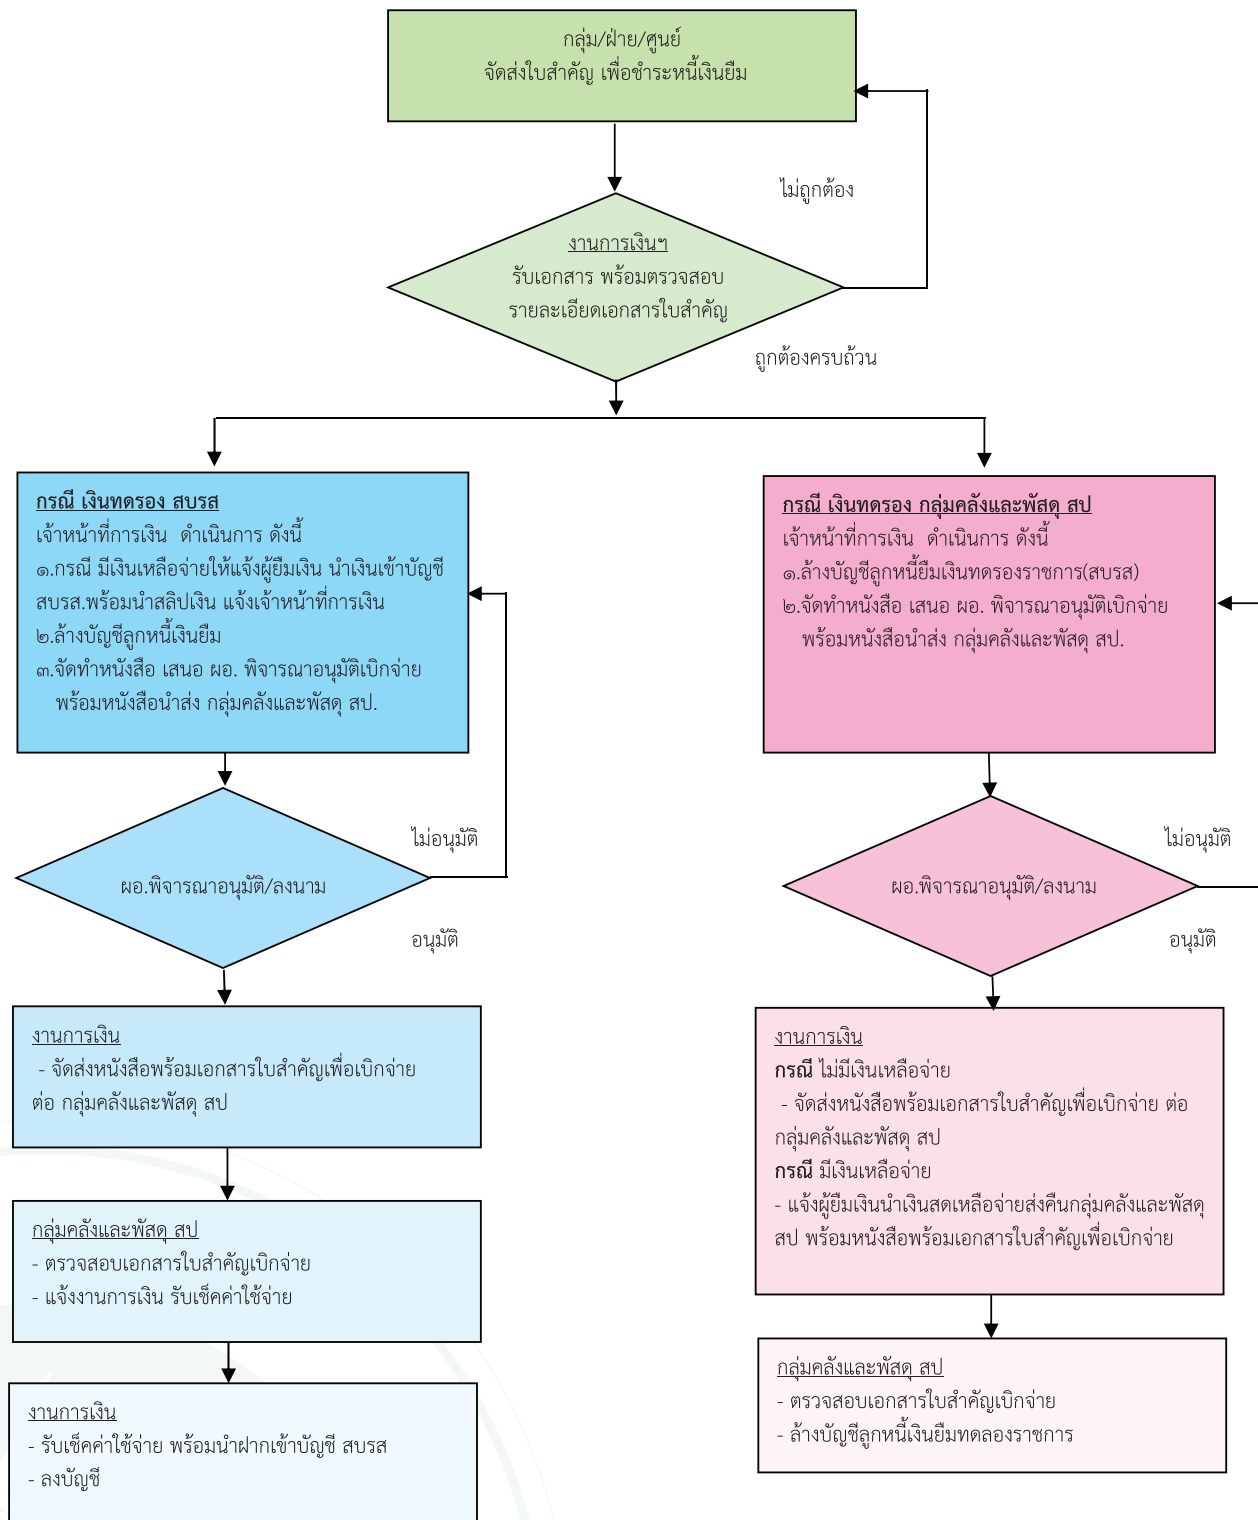 กลุ่ม/ฝ่าย/ศูนย์
จัดส่งใบสำคัญ เพื่อชำระหนี้เงินยืม
ไม่ถูกต้อง
งานการเงินฯ
รับเอกสาร พร้อมตรวจสอบ
รายละเอียดเอกสารใบสำคัญ
ถูกต้องครบถ้วน
กรณี เงินทดรอง สบรส
เจ้าหน้าที่การเงิน ดำเนินการ ดังนี้
๑.กรณี มีเงินเหลือจ่ายให้แจ้งผู้ยืมเงิน นำเงินเข้าบัญชี
สบรส.พร้อมนำสลิปเงิน แจ้งเจ้าหน้าที่การเงิน
๒.ล้างบัญชีลูกหนี้เงินยืม
๓.จัดทำหนังสือ เสนอ ผอ. พิจารณาอนุมัติเบิกจ่าย
พร้อมหนังสือนำส่ง กลุ่มคลังและพัสดุ สป.
ไม่อนุมัติ
ผอ.พิจารณาอนุมัติ/ลงนาม
อนุมัติ
งานการเงิน
- จัดส่งหนังสือพร้อมเอกสารใบสำคัญเพื่อเบิกจ่าย
ต่อ กลุ่มคลังและพัสดุ สป
กลุ่มคลังและพัสดุ สป
- ตรวจสอบเอกสารใบสำคัญเบิกจ่าย
- แจ้งงานการเงิน รับเช็คค่าใช้จ่าย
งานการเงิน
- รับเช็คค่าใช้จ่าย พร้อมนำฝากเข้าบัญชี สบรส
- ลงบัญชี
กรณี เงินทดรอง กลุ่มคลังและพัสดุ สป
เจ้าหน้าที่การเงิน ดำเนินการ ดังนี้
๑.ล้างบัญชีลูกหนี้ยืมเงินทดรองราชการ(สบรส)
๒.จัดทำหนังสือ เสนอ ผอ. พิจารณาอนุมัติเบิกจ่าย
พร้อมหนังสือนำส่ง กลุ่มคลังและพัสดุ สป.
ไม่อนุมัติ
ผอ.พิจารณาอนุมัติ/ลงนาม
อนุมัติ
งานการเงิน
กรณี ไม่มีเงินเหลือจ่าย
- จัดส่งหนังสือพร้อมเอกสารใบสำคัญเพื่อเบิกจ่าย ต่อ
กลุ่มคลังและพัสดุ สป
กรณี มีเงินเหลือจ่าย
- แจ้งผู้ยืมเงินนำเงินสดเหลือจ่ายส่งคืนกลุ่มคลังและพัสดุ
สป พร้อมหนังสือพร้อมเอกสารใบสำคัญเพื่อเบิกจ่าย
กลุ่มคลังและพัสดุ สป
- ตรวจสอบเอกสารใบสำคัญเบิกจ่าย
- ล้างบัญชีลูกหนี้เงินยืมทดลองราชการ